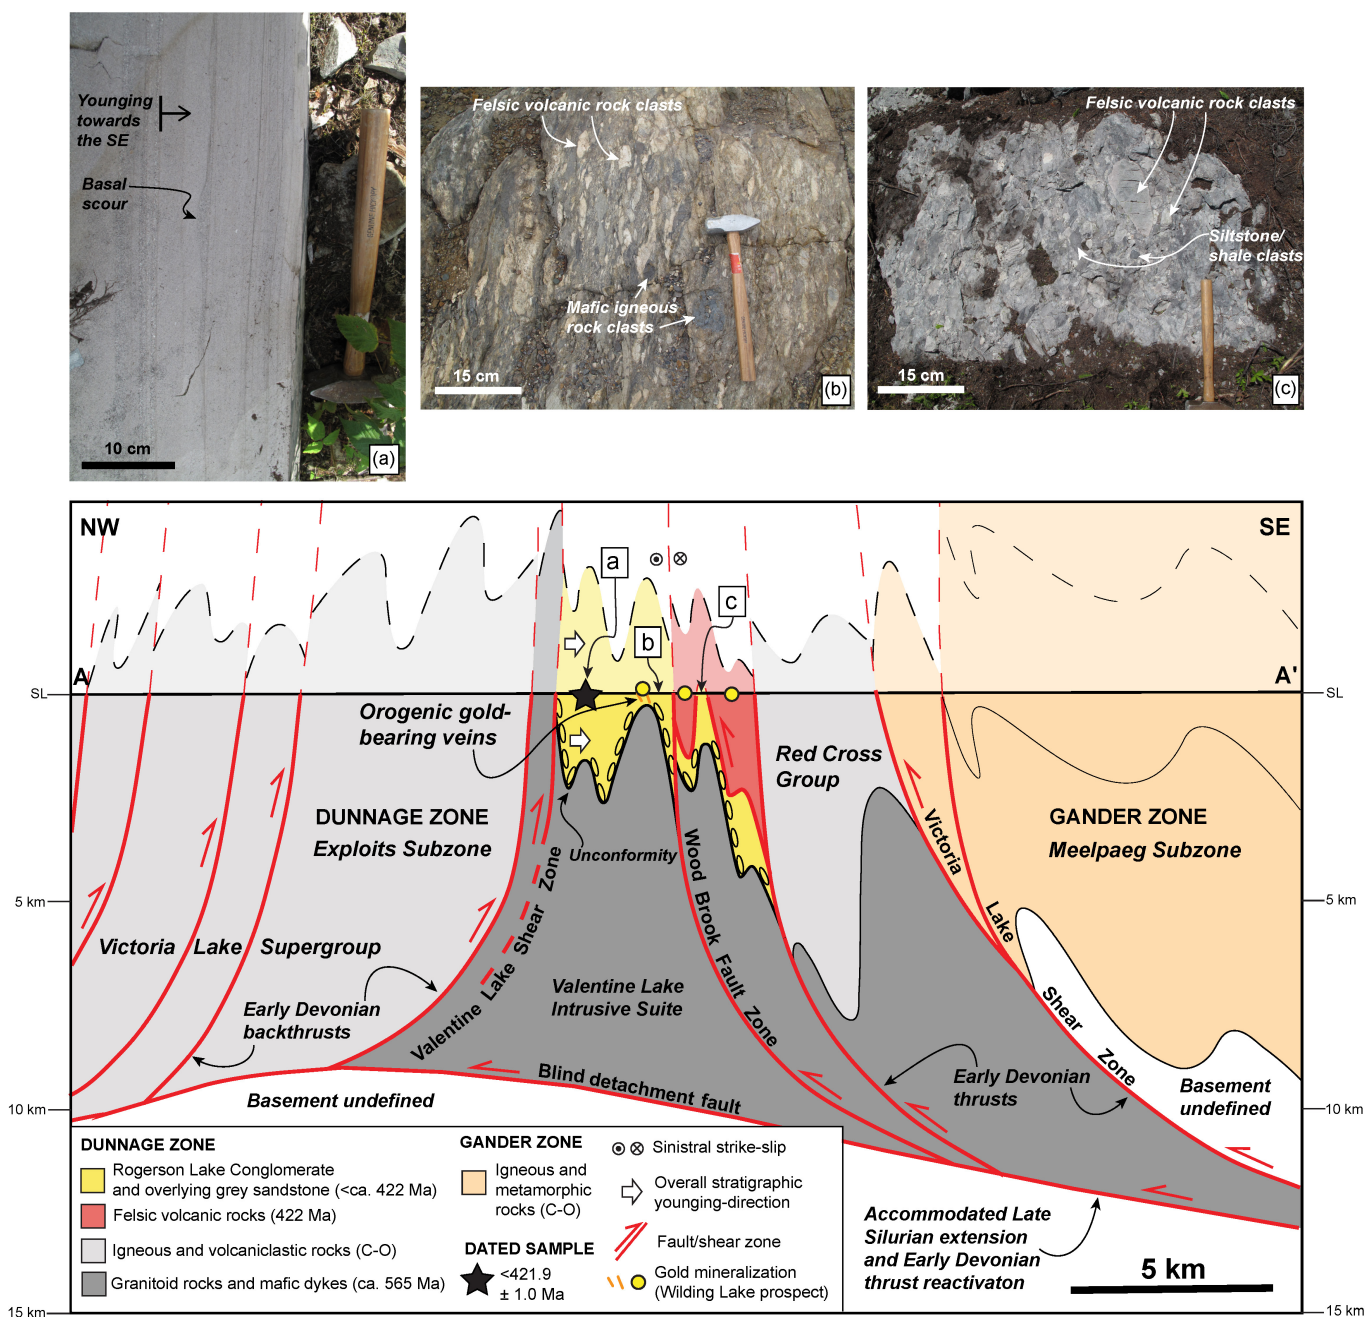 Younging
towards
the SE
Basal
scour
10 cm
(a)
Felsic volcanic rock clasts
Mafic igneous
rock clasts
15 cm
(b)
Felsic volcanic rock clasts
Siltstone/
shale clasts
15 cm
(c)
NW
SE
a
c
b
A
A'
SL
SL
Orogenic gold-
bearing veins
Red Cross
Group
DUNNAGE ZONE
Exploits Subzone
GANDER ZONE
Meelpaeg Subzone
Unconformity
5 km
5 km
Victoria Lake Supergroup
Valentine Lake Shear Zone
Wood Brook Fault Zone
Victoria Lake Shear Zone
Valentine Lake
Intrusive Suite
Early Devonian
backthrusts
Early Devonian
thrusts
Blind detachment fault
Basement undefined
Basement
undefined
10 km
10 km
DUNNAGE ZONE
Rogerson Lake Conglomerate
and overlying grey sandstone (<ca. 422 Ma)
Felsic volcanic rocks (422 Ma)
Igneous and volcaniclastic rocks (C-O)
Granitoid rocks and mafic dykes (ca. 565 Ma)
GANDER ZONE
Igneous and
metamorphic
rocks (C-O)
DATED SAMPLE
<421.9
± 1.0 Ma
Sinistral strike-slip
Overall stratigraphic
younging-direction
Fault/shear zone
Gold mineralization
(Wilding Lake prospect)
Accommodated Late
Silurian extension
and Early Devonian
thrust reactivaton
5 km
15 km
15 km